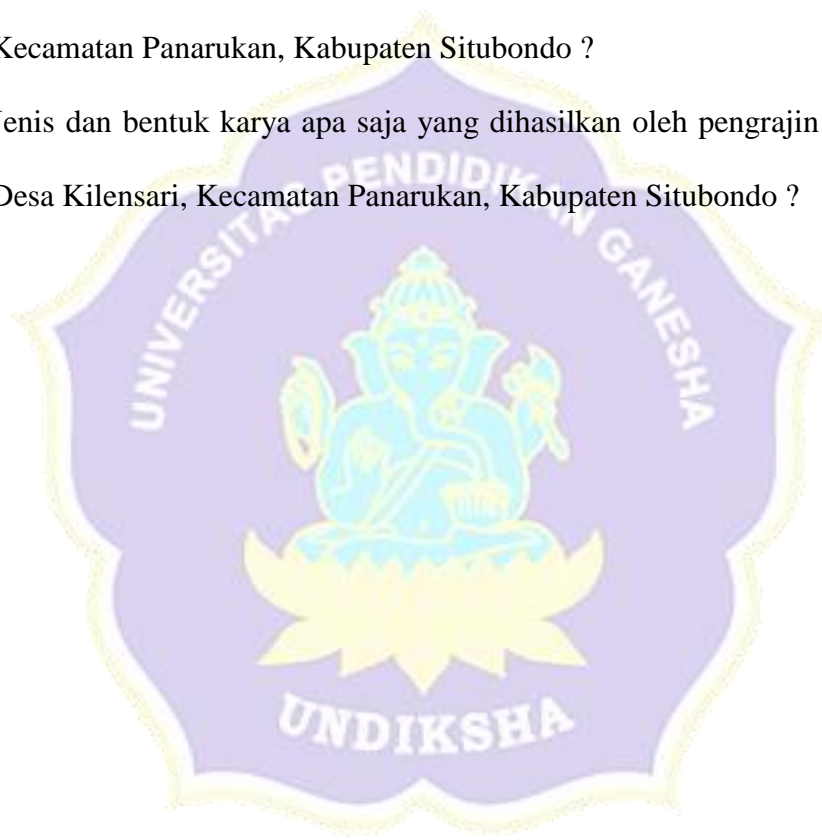 Kecamatan Panarukan, Kabupaten Situbondo ?
Jenis dan bentuk karya apa saja yang dihasilkan oleh pengrajin
Desa Kilensari, Kecamatan Panarukan, Kabupaten Situbondo ?
UNIVERSITAS PENDIDIKAN GANESHA
UNDIKSHA